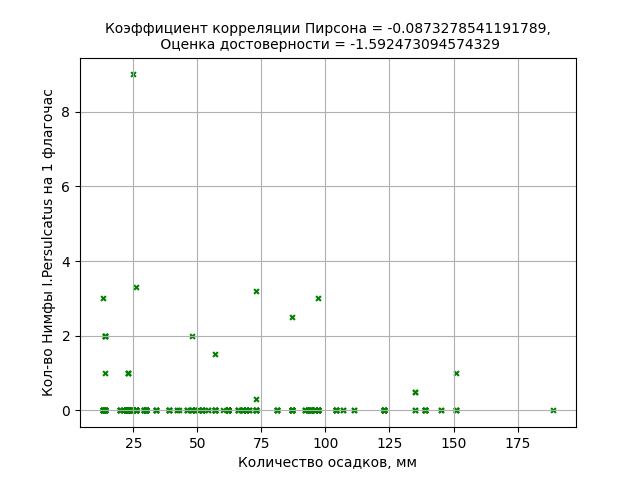 Коэффициент корреляции Пирсона = -0.0873278541191789,
Оценка достоверности = -1.592473094574329
Кол-во Нимфы I.Persulcatus на 1 флагочас
8
6
4
2
0
25 50 75 100 125 150 175
Количество осадков, мм